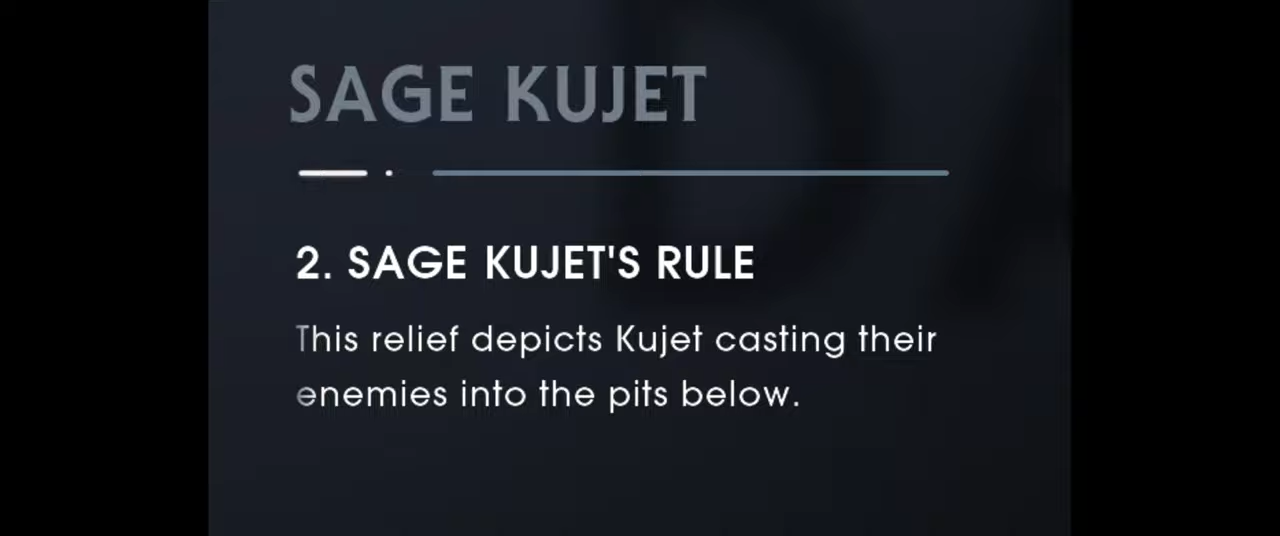 SAGE KUJET
2. SAGE KUJET'S RULE
This relief depicts Kujet casting their
enemies into the pits below.